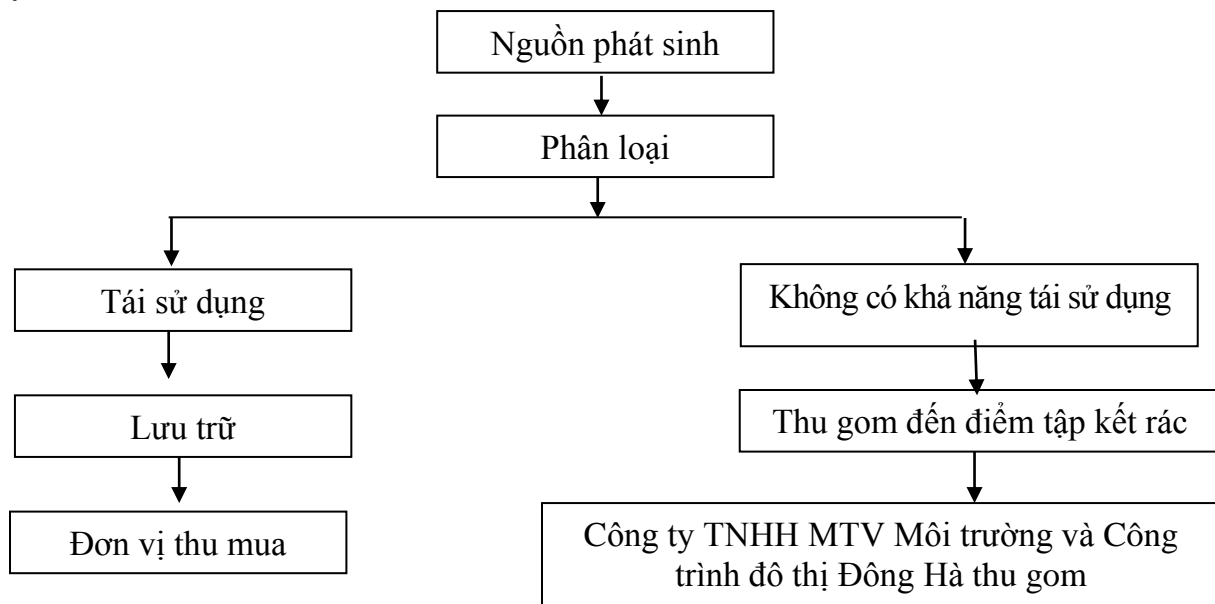 Nguồn phát sinh
Phân loại
Tái sử dụng
Không có khả năng tái sử dụng
Lưu trữ
Thu gom đến điểm tập kết rác
Đơn vị thu mua
Công ty TNHH MTV Môi trường và Công
trình đô thị Đông Hà thu gom